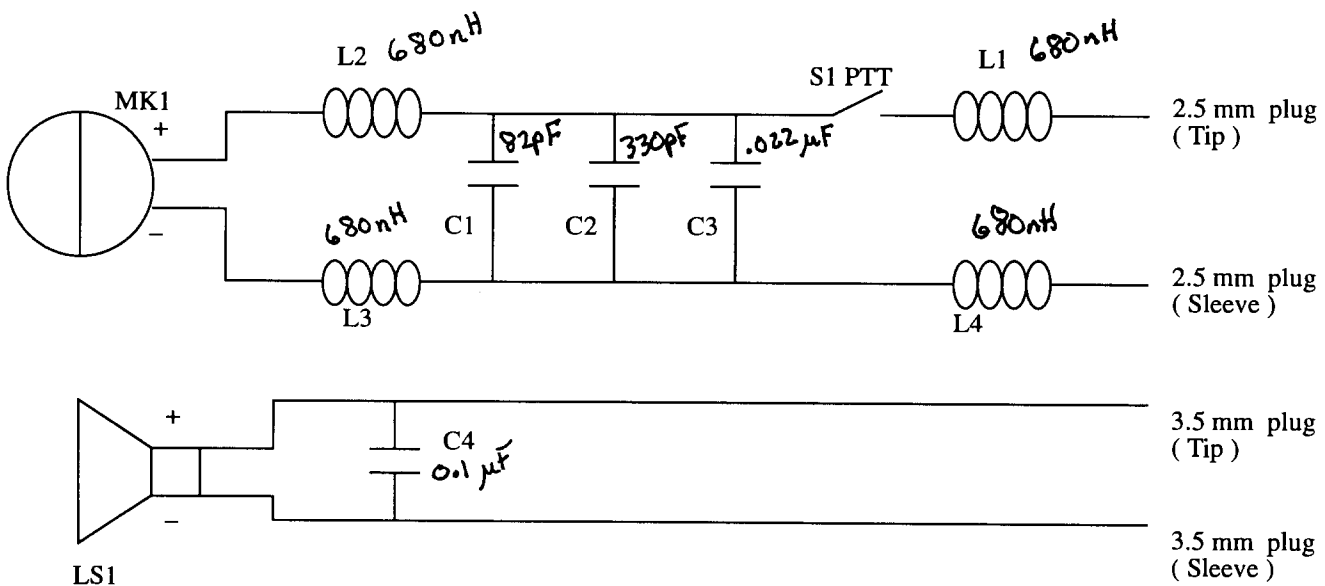 L2 680nH
MK1
+
−
82pF
330pF
.022 µF
S1 PTT
L1 680nH
2.5 mm plug
( Tip )
680nH
L3
C1
C2
C3
680nH
L4
2.5 mm plug
( Sleeve )
+
−
LS1
C4
0.1 µF
3.5 mm plug
( Tip )
3.5 mm plug
( Sleeve )